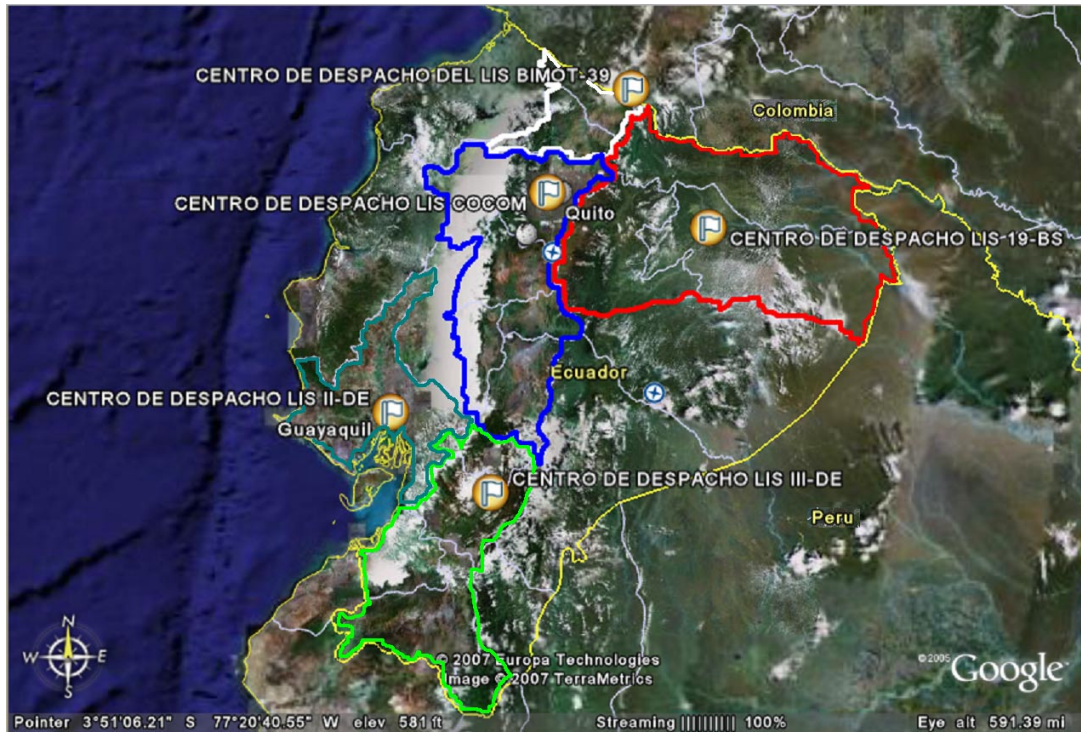 CENTRO DE DESPACHO DEL LIS BIMOT-39
Colombia
CENTRO DE DESPACHO LIS COCOM
Quito
CENTRO DE DESPACHO LIS 19-BS
Ecuador
CENTRO DE DESPACHO LIS II-DE
Guayaquil
CENTRO DE DESPACHO LIS III-DE
Peru
N
W E
S
© 2007 Europa Technologies
Image © 2007 TerraMetrics
©2005 Google
Pointer 3°51'06.21" S 77°20'40.55" W elev 581 ft Streaming |||||||||| 100% Eye alt 591.39 mi